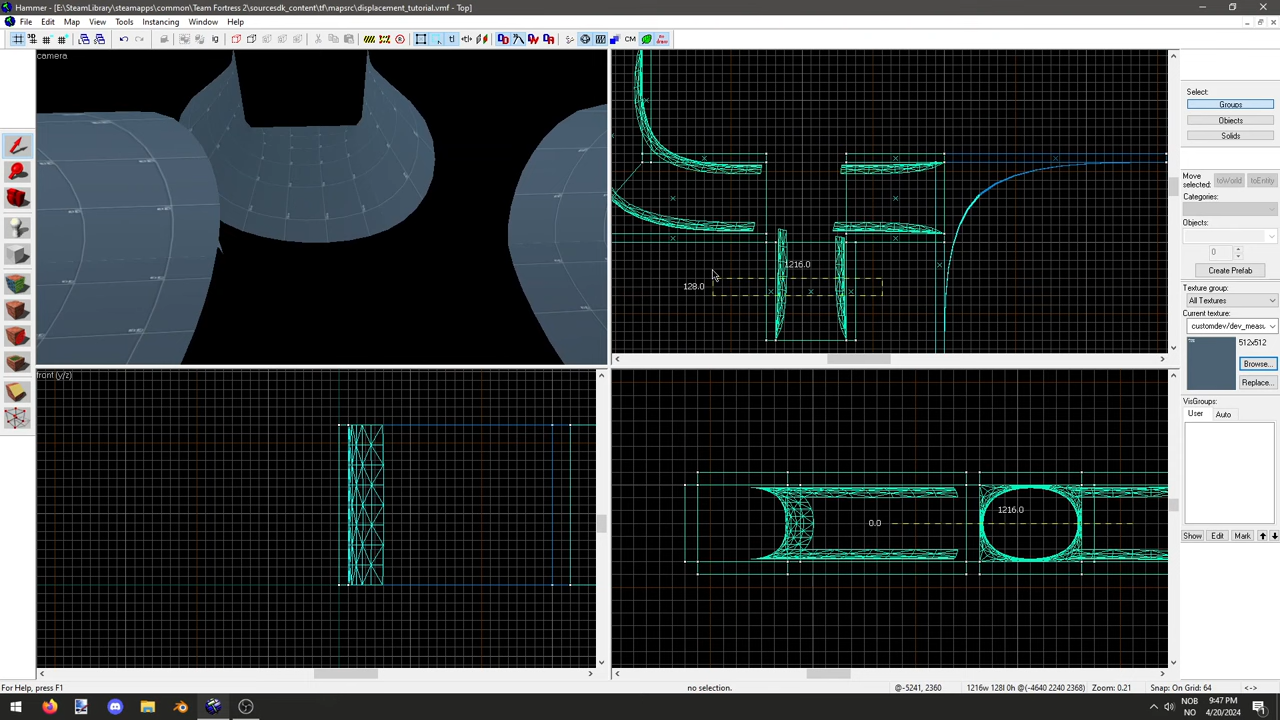 Hammer - [E:\SteamLibrary\steamapps\common\Team Fortress 2\sourcesdk_content\tf\mapsrc\displacement_tutorial.vmf - Top]
File Edit Map View Tools Instancing Window Help
camera
Select:
Groups
Objects
Solids
Move selected:
toWorld
toEntity
Categories:
Objects:
0
Create Prefab
Texture group:
All Textures
Current texture:
customdev/dev_measu
512x512
Browse...
Replace...
VisGroups:
User Auto
Show Edit Mark
1216.0
128.0
front (y/z)
0.0
1216.0
For Help, press F1
no selection.
@-5241, 2360
1216w 128l 0h @(-4640 2240 2368)
Zoom: 0.21
Snap: On Grid: 64
<->
NOB
NO
9:47 PM
4/20/2024